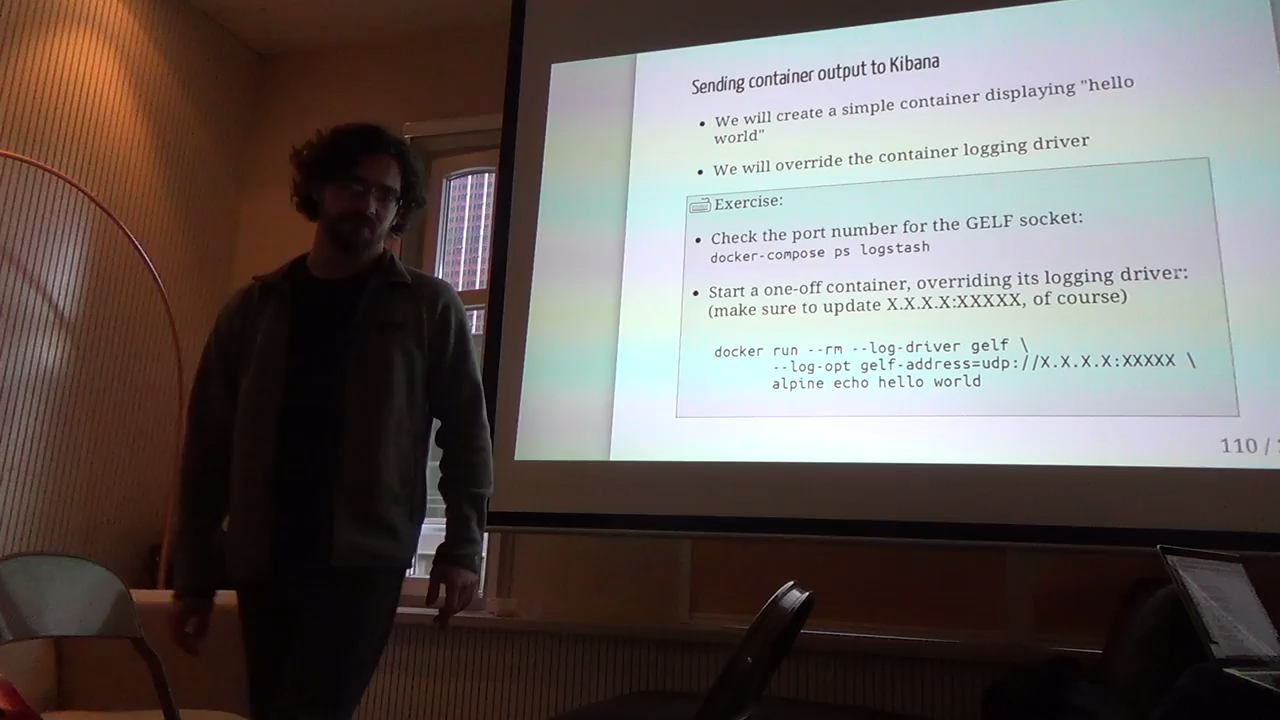 Sending container output to Kibana
• We will create a simple container displaying "hello
world"
• We will override the container logging driver
Exercise:
• Check the port number for the GELF socket:
docker-compose ps logstash
• Start a one-off container, overriding its logging driver:
(make sure to update X.X.X.X:XXXXX, of course)
docker run --rm --log-driver gelf \
--log-opt gelf-address=udp://X.X.X.X:XXXXX \
alpine echo hello world
110 /